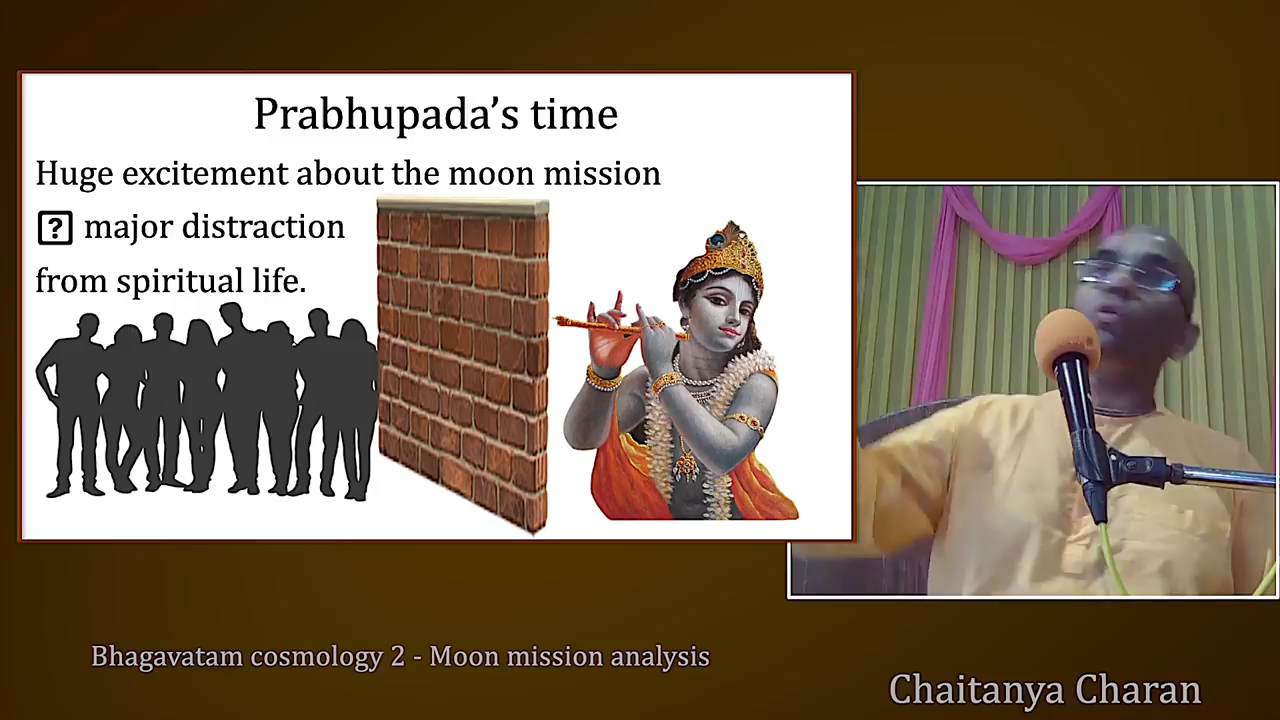 Prabhupada’s time
Huge excitement about the moon mission
? major distraction
from spiritual life.
Bhagavatam cosmology 2 - Moon mission analysis
Chaitanya Charan